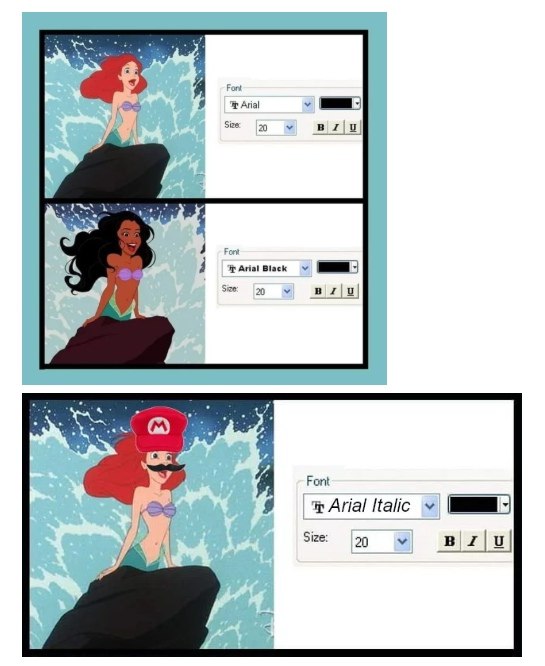 Font
Arial
Size:
20
B I U
Font
Arial Black
Size:
20
B I U
M
Font
Arial Italic
Size:
20
B I U